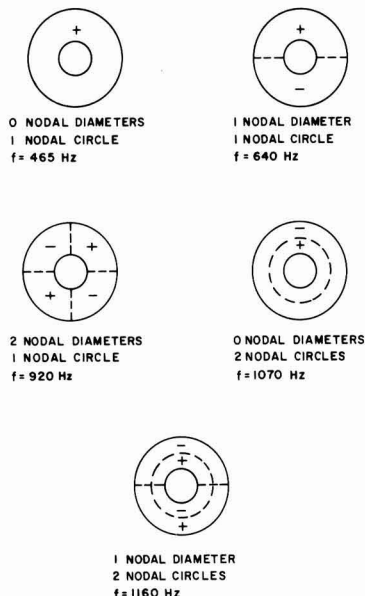 +
0 NODAL DIAMETERS
1 NODAL CIRCLE
f = 465 Hz
+
−
1 NODAL DIAMETER
1 NODAL CIRCLE
f = 640 Hz
− +
+ −
2 NODAL DIAMETERS
1 NODAL CIRCLE
f = 920 Hz
−
+
0 NODAL DIAMETERS
2 NODAL CIRCLES
f = 1070 Hz
−
+
−
+
1 NODAL DIAMETER
2 NODAL CIRCLES
f = 1160 Hz